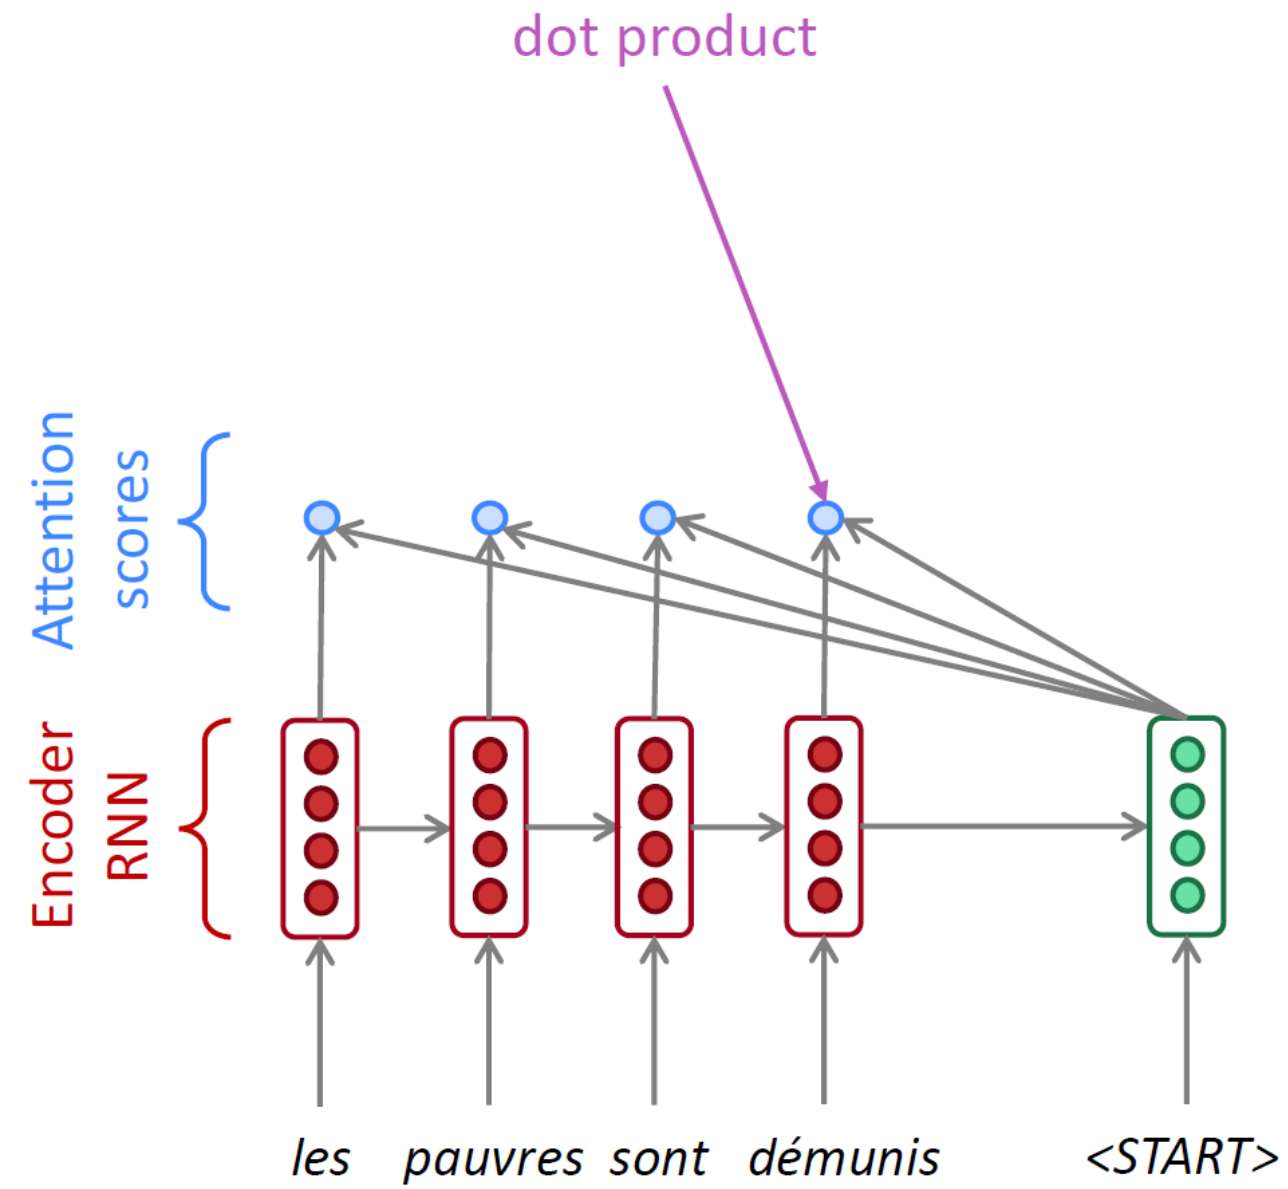 dot product
Attention
scores
Encoder
RNN
les pauvres sont démunis <START>